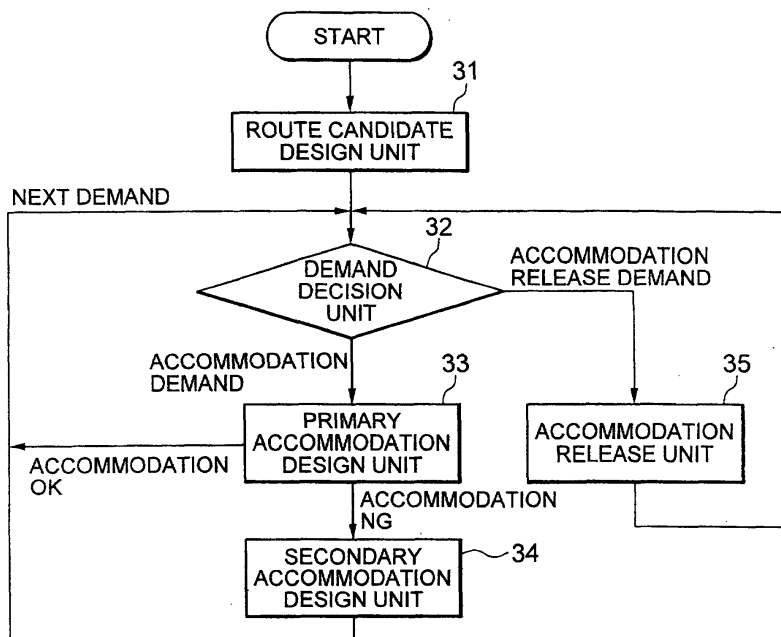 START
31
ROUTE CANDIDATE
DESIGN UNIT
NEXT DEMAND
32
DEMAND
DECISION
UNIT
ACCOMMODATION
RELEASE DEMAND
ACCOMMODATION
DEMAND
33
PRIMARY
ACCOMMODATION
DESIGN UNIT
35
ACCOMMODATION
RELEASE UNIT
ACCOMMODATION
OK
ACCOMMODATION
NG
SECONDARY
ACCOMMODATION
DESIGN UNIT
34